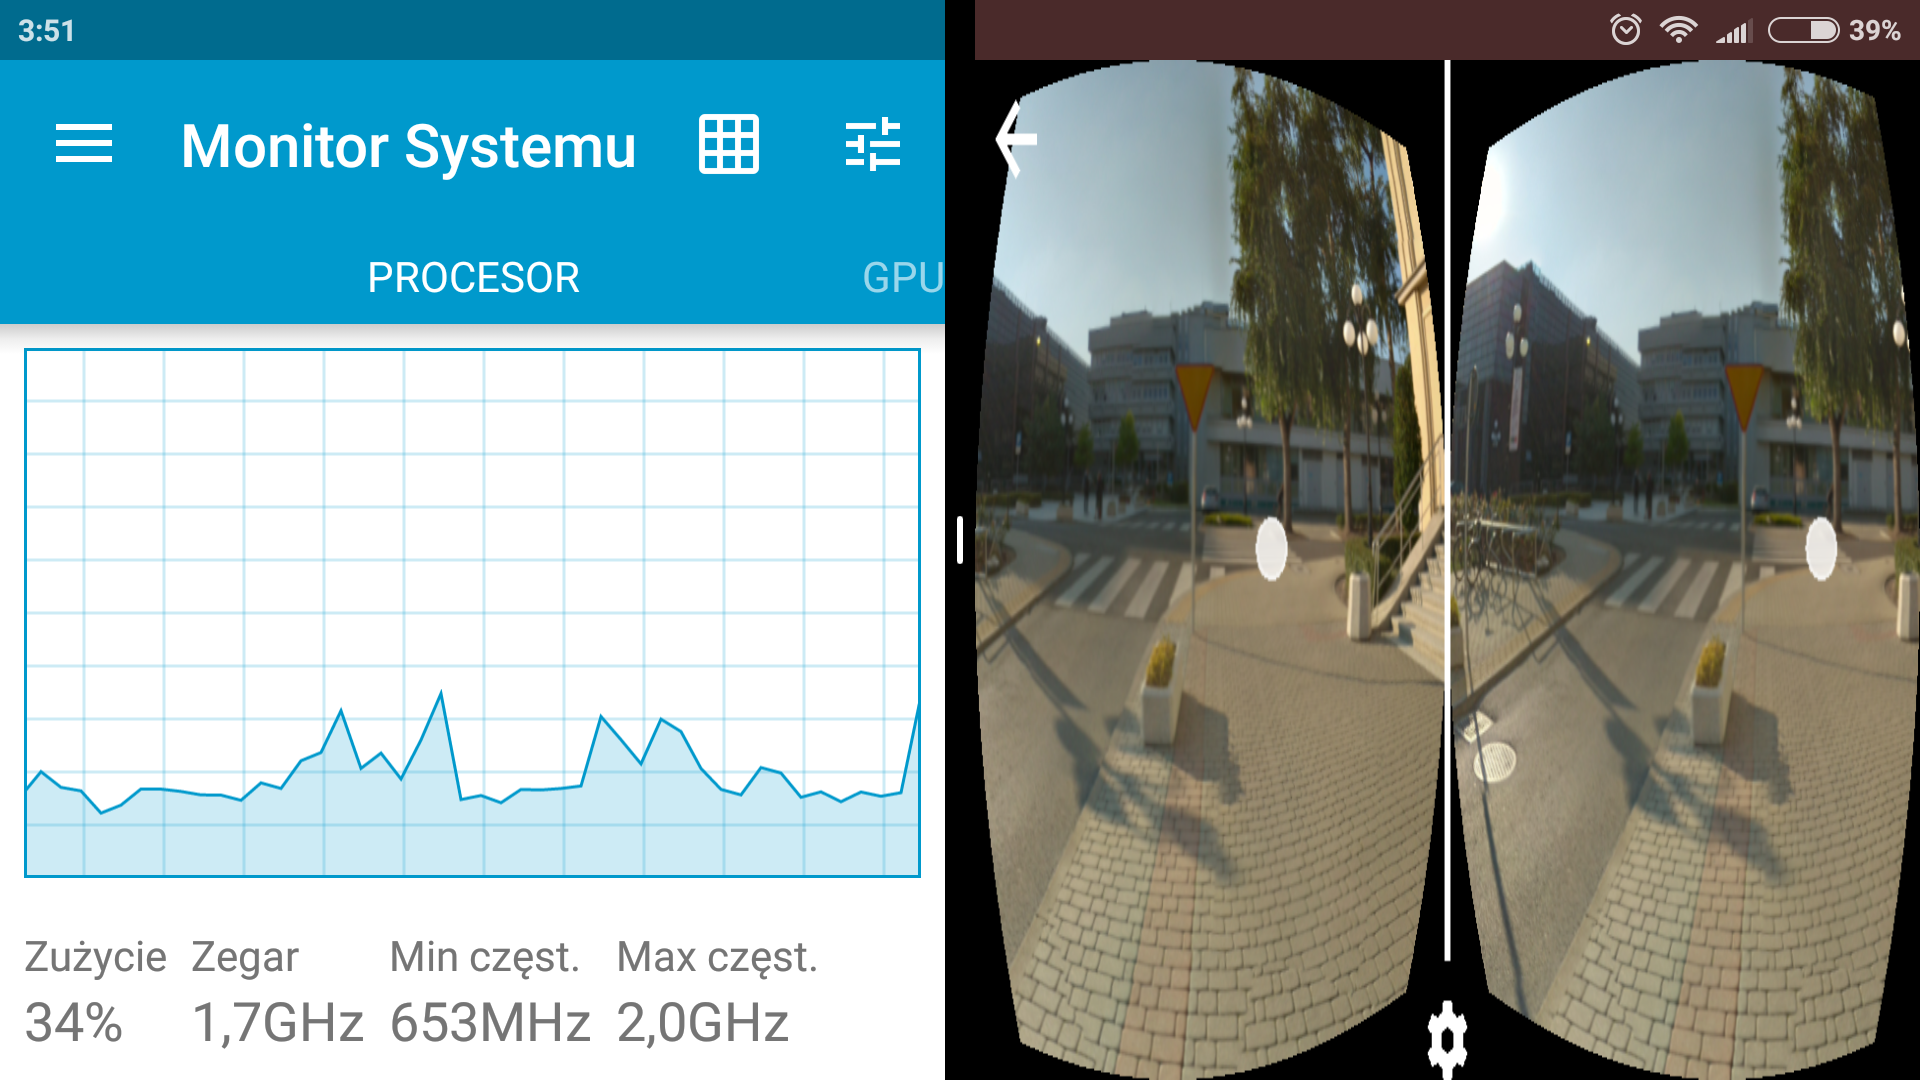 3:51
39%
Monitor Systemu
PROCESOR GPU
Zużycie Zegar Min częst. Max częst.
34% 1,7GHz 653MHz 2,0GHz